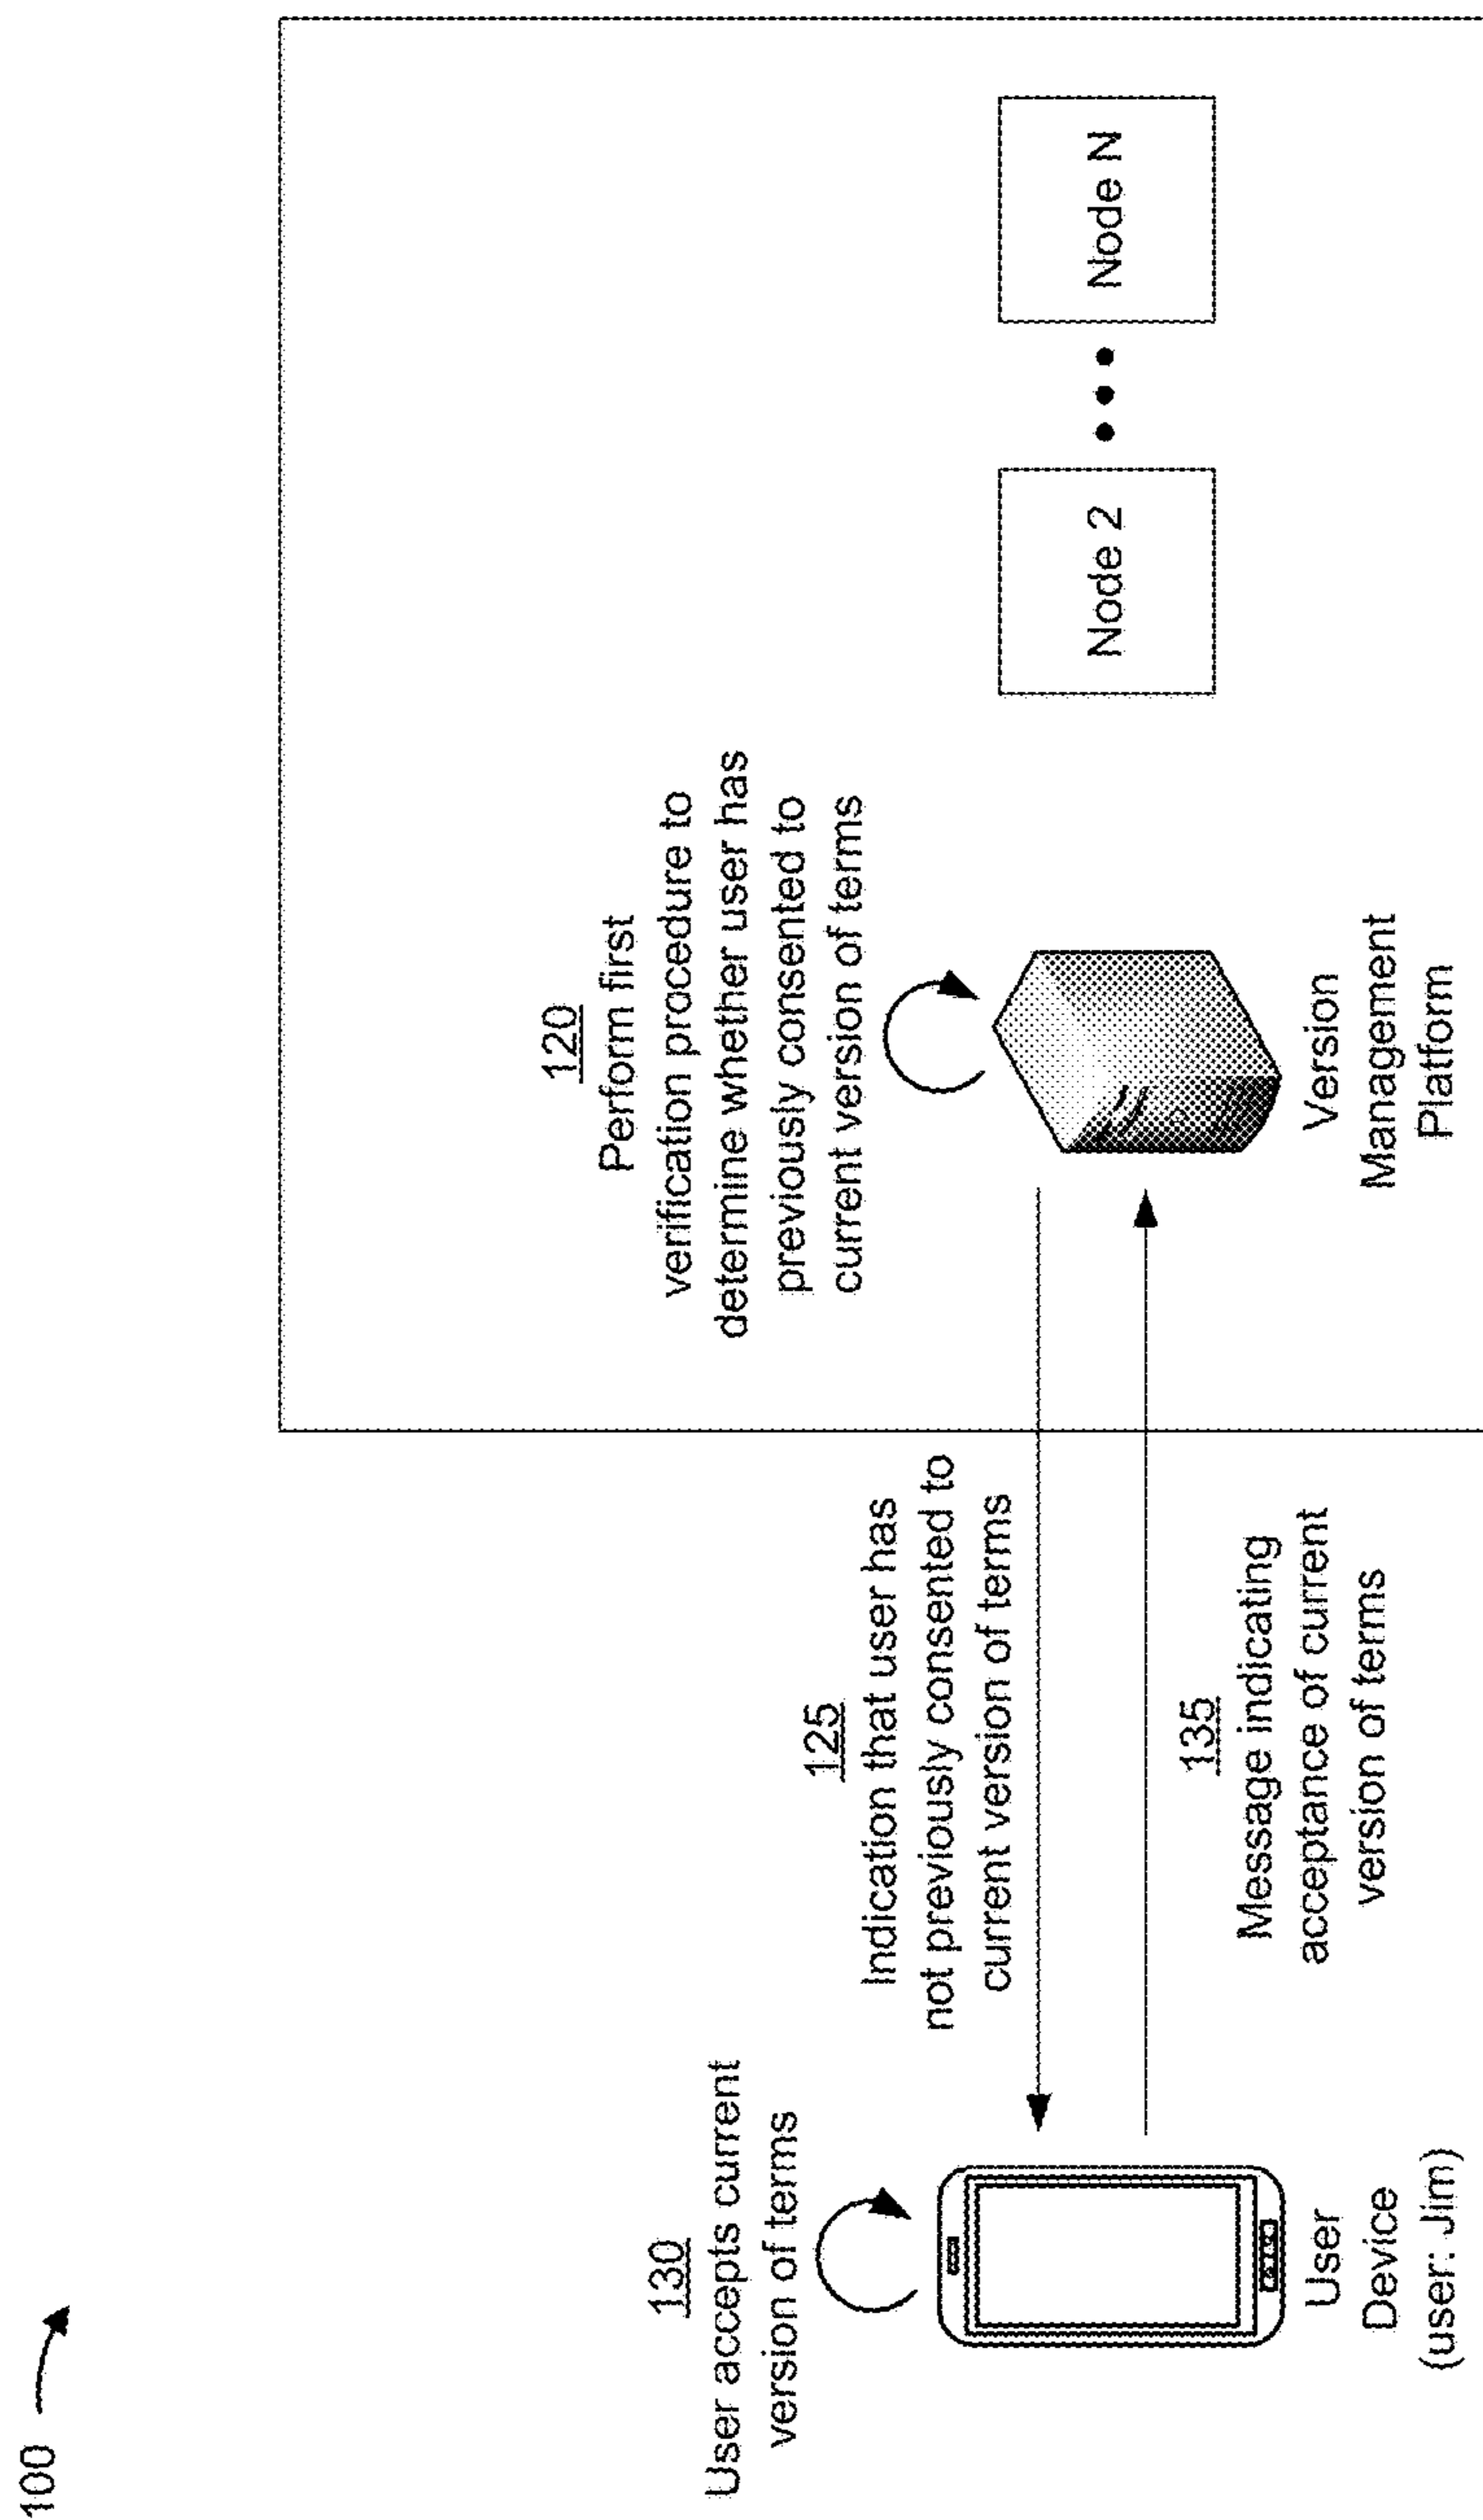 100
120
Perform first
verification procedure to
determine whether user has
previously consented to
current version of terms
130
User accepts current
version of terms
125
Indication that user has
not previously consented to
current version of terms
135
Message indicating
acceptance of current
version of terms
User
Device
(user: Jim)
Version
Management
Platform
Node 2
Node N